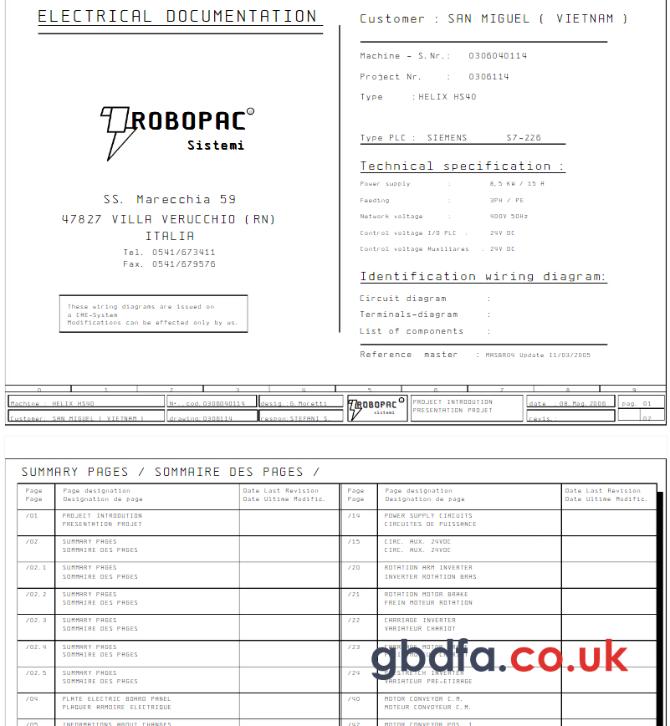 ELECTRICAL DOCUMENTATION
ROBOPAC
Sistemi
SS. Marecchia 59
47827 VILLA VERUCCHIO (RN)
ITALIA
Tel. 0541/673411
Fax. 0541/679576
These wiring diagrams are issued on
a CAE-System
Modifications can be affected only by us.
Customer : SAN MIGUEL ( VIETNAM )
Machine - S.Nr.: 0306040114
Project Nr. : 0306114
Type : HELIX HS40
Type PLC : SIEMENS S7-226
Technical specification :
Power supply : 8,5 KW / 15 A
Feeding : 3PH / PE
Network voltage : 400V 50Hz
Control voltage I/O PLC . 24V DC
Control voltage Auxiliares . 24V DC
Identification wiring diagram:
Circuit diagram :
Terminals-diagram :
List of components :
Reference master : MASBR04 Update 11/03/2005
0 1 2 3 4 5 6 7 8 9
Machine : HELIX HS40
Customer: SAN MIGUEL ( VIETNAM )
N°. cod.0306040114
drawing:0306114
desig.:G.Moretti
respon.STEFANI S.
ROBOPAC
sistemi
PROJECT INTRODUTION
PRESENTATION PROJET
date : 08.Mag.2006
revis.:
pag. 01
02
SUMMARY PAGES / SOMMAIRE DES PAGES /
Page Page designation Date Last Revision
Page Designation de page Date Ultime Modific.
/01 PROJECT INTRODUTION
PRESENTATION PROJET
/02 SUMMARY PAGES
SOMMAIRE DES PAGES
/02.1 SUMMARY PAGES
SOMMAIRE DES PAGES
/02.2 SUMMARY PAGES
SOMMAIRE DES PAGES
/02.3 SUMMARY PAGES
SOMMAIRE DES PAGES
/02.4 SUMMARY PAGES
SOMMAIRE DES PAGES
/02.5 SUMMARY PAGES
SOMMAIRE DES PAGES
/04 PLATE ELECTRIC BOARD PANEL
PLAQUER ARMOIRE ELECTRIQUE
/05 INFORMATIONS ABOUT CHANGES
Page Page designation Date Last Revision
Page Designation de page Date Ultime Modific.
/14 POWER SUPPLY CIRCUITS
CIRCUITES DE PUISSANCE
/15 CIRC. AUX. 24VDC
CIRC. AUX. 24VDC
/20 ROTATION ARM INVERTER
INVERTER ROTATION BRAS
/21 ROTATION MOTOR BRAKE
FREIN MOTEUR ROTATION
/22 CARRIAGE INVERTER
VARIATEUR CHARIOT
/23
/24
VARIATEUR PRE-ETIRAGE
/40 MOTOR CONVEYOR C.M.
MOTEUR CONVOYEUR C.M.
/42 MOTOR CONVEYOR POS. 1
gbdfa.co.uk